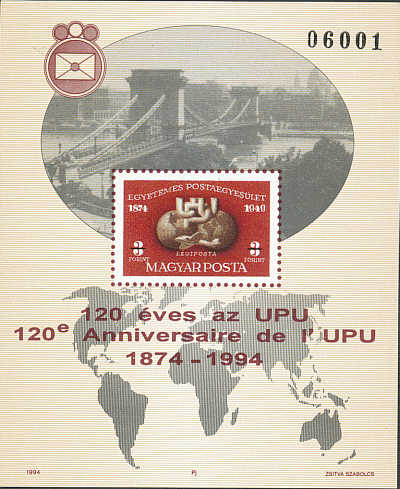 06001
EGYETEMES POSTAEGYESÜLET
1874 1949
UPU
3 3
FORINT FORINT
LÉGIPOSTA
MAGYAR POSTA
120 éves az UPU
120e Anniversaire de l' UPU
1874 - 1994
1994 Pj ZSITVA SZABOLCS